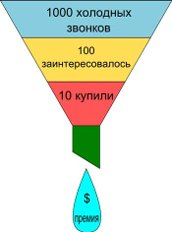 1000 холодных
звонков
100
заинтересовалось
10 купили
$
премия